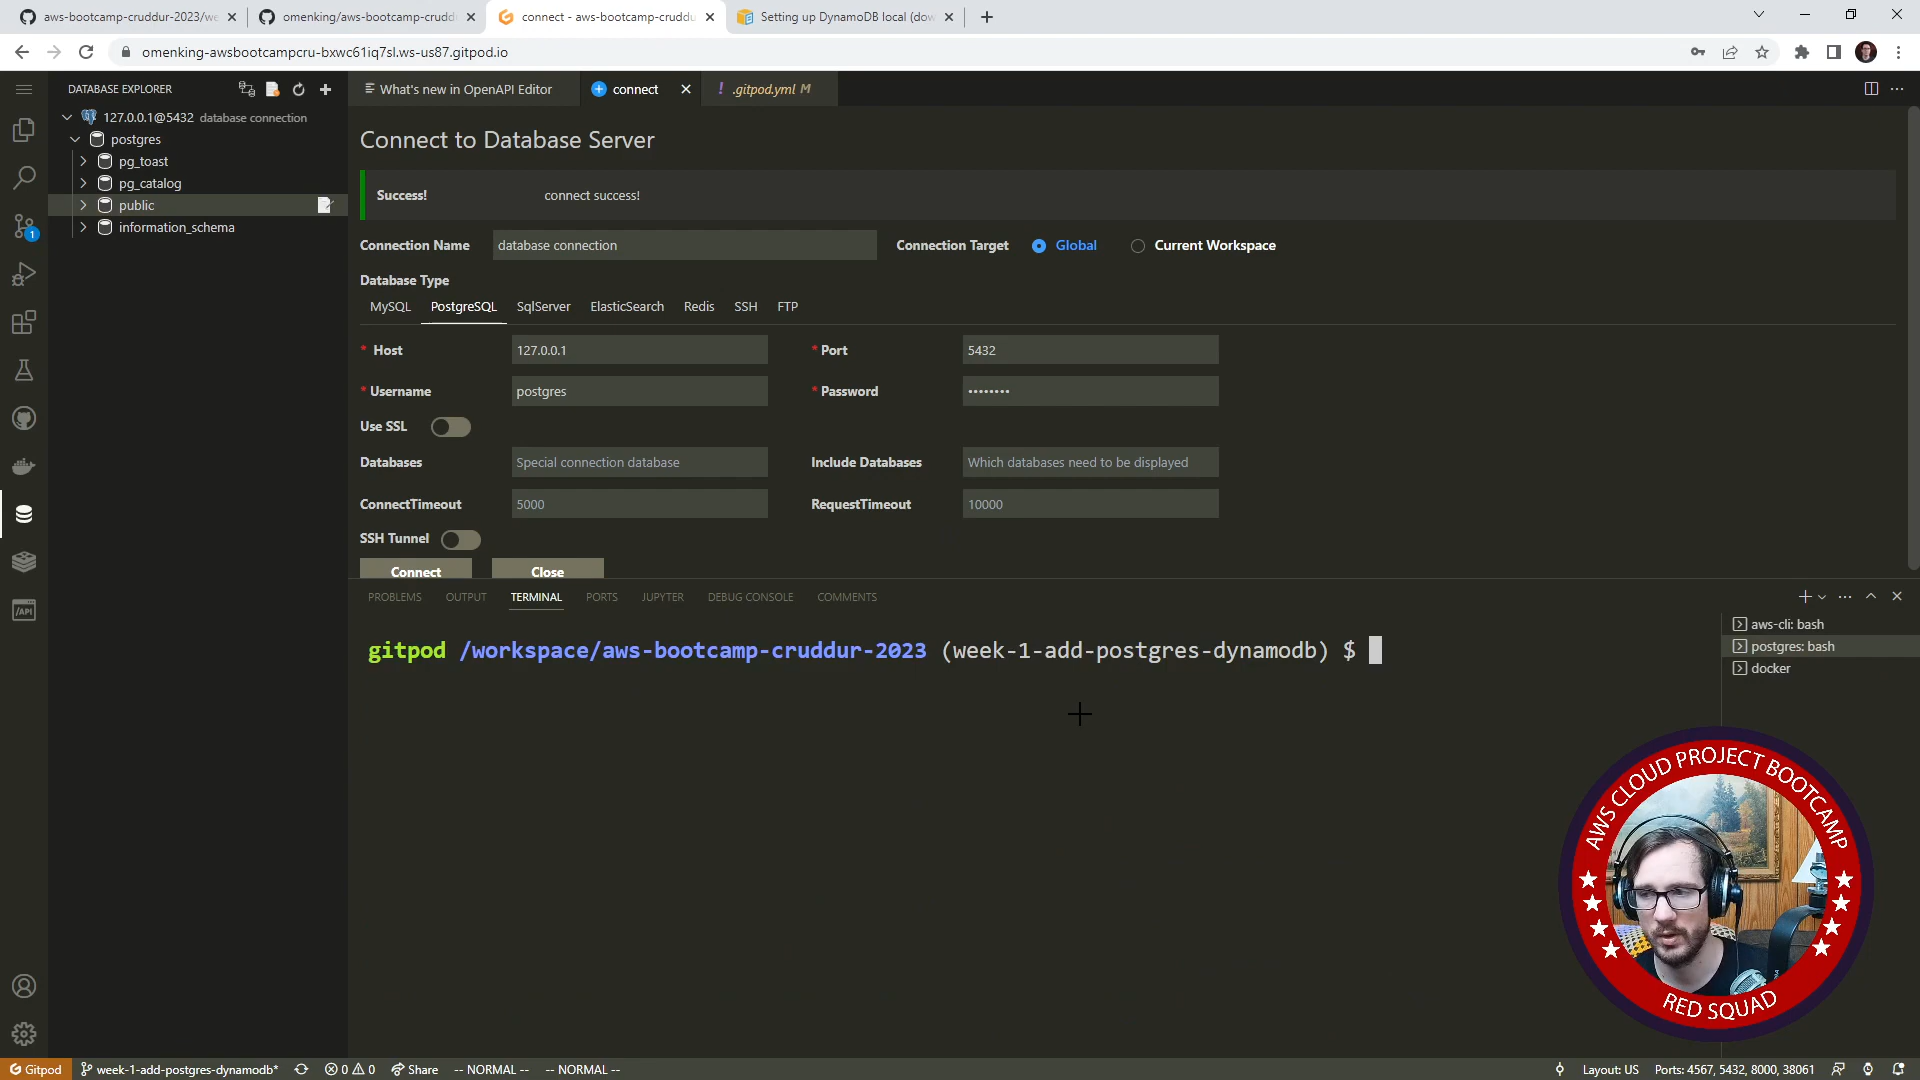 aws-bootcamp-cruddur-2023/we
omenking/aws-bootcamp-crudd
connect - aws-bootcamp-cruddu
Setting up DynamoDB local (dow
omenking-awsbootcampcru-bxwc61iq7sl.ws-us87.gitpod.io
DATABASE EXPLORER
What's new in OpenAPI Editor
connect
.gitpod.yml M
127.0.0.1@5432 database connection
postgres
pg_toast
pg_catalog
public
information_schema
Connect to Database Server
Success! connect success!
Connection Name database connection Connection Target Global Current Workspace
Database Type
MySQL PostgreSQL SqlServer ElasticSearch Redis SSH FTP
* Host 127.0.0.1 * Port 5432
* Username postgres * Password ••••••••
Use SSL
Databases Special connection database Include Databases Which databases need to be displayed
ConnectTimeout 5000 RequestTimeout 10000
SSH Tunnel
Connect Close
PROBLEMS OUTPUT TERMINAL PORTS JUPYTER DEBUG CONSOLE COMMENTS
gitpod /workspace/aws-bootcamp-cruddur-2023 (week-1-add-postgres-dynamodb) $
aws-cli: bash
postgres: bash
docker
1
/API
AWS CLOUD PROJECT BOOTCAMP
RED SQUAD
Gitpod week-1-add-postgres-dynamodb* 0 0 Share -- NORMAL -- -- NORMAL -- Layout: US Ports: 4567, 5432, 8000, 38061